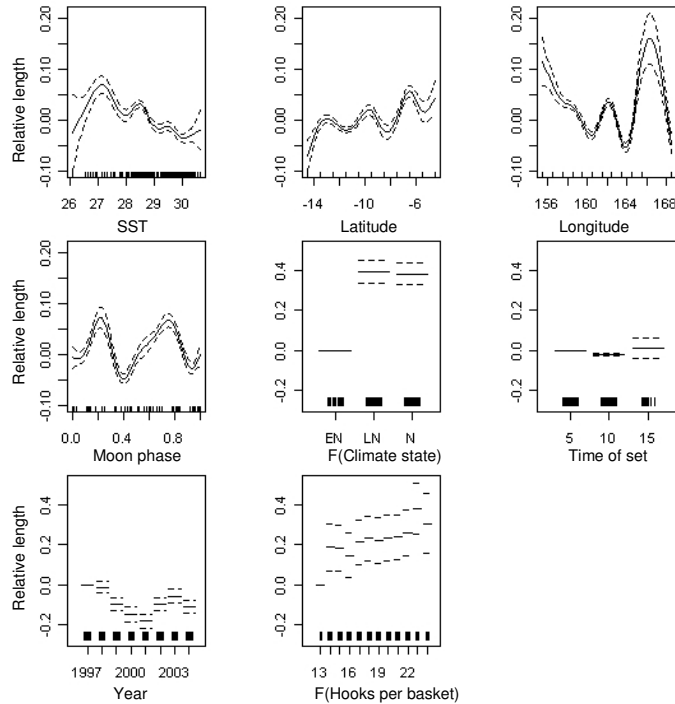 Relative length
0.20
0.10
0.00
-0.10
26 27 28 29 30
SST
0.20
0.10
0.00
-0.10
-14 -10 -6
Latitude
0.20
0.10
0.00
-0.10
156 160 164 168
Longitude
Relative length
0.20
0.10
0.00
-0.10
0.0 0.4 0.8
Moon phase
0.4
0.2
0.0
-0.2
EN LN N
F(Climate state)
0.4
0.2
0.0
-0.2
5 10 15
Time of set
Relative length
0.4
0.2
0.0
-0.2
1997 2000 2003
Year
0.4
0.2
0.0
-0.2
13 16 19 22
F(Hooks per basket)